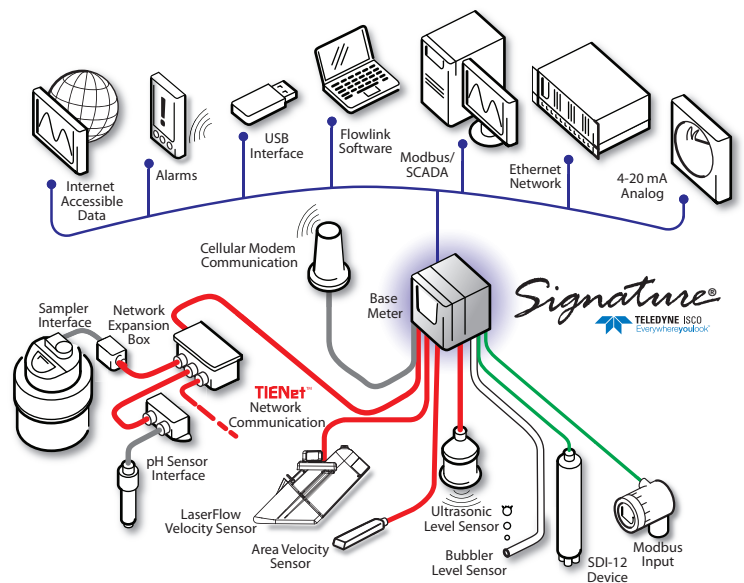 Internet
Accessible
Data
Alarms
USB
Interface
Flowlink
Software
Modbus/
SCADA
Ethernet
Network
4-20 mA
Analog
Cellular Modem
Communication
Base
Meter
Signature®
TELEDYNE ISCO
Everywhereyoulook™
Sampler
Interface
Network
Expansion
Box
TIENet™
Network
Communication
pH Sensor
Interface
LaserFlow
Velocity Sensor
Area Velocity
Sensor
Ultrasonic
Level Sensor
Bubbler
Level Sensor
SDI-12
Device
Modbus
Input